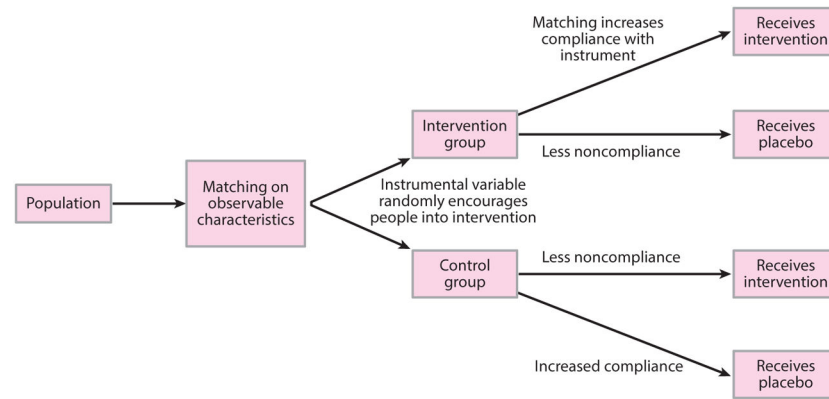 Matching increases
compliance with
instrument
Receives
intervention
Intervention
group
Less noncompliance
Receives
placebo
Population
Matching on
observable
characteristics
Instrumental variable
randomly encourages
people into intervention
Control
group
Less noncompliance
Receives
intervention
Increased compliance
Receives
placebo